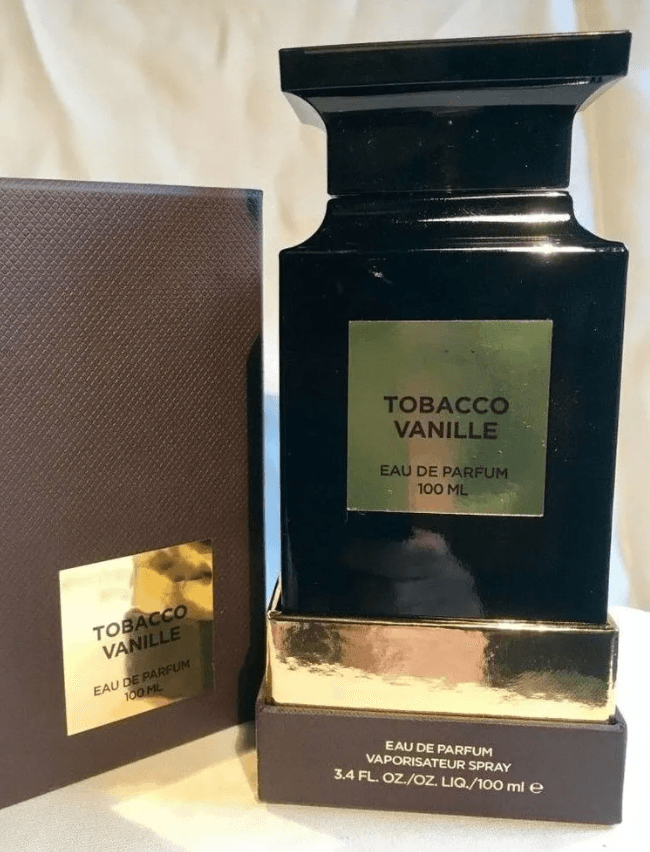 TOBACCO
VANILLE
EAU DE PARFUM
100 ML
TOBACCO
VANILLE
EAU DE PARFUM
100 ML
EAU DE PARFUM
VAPORISATEUR SPRAY
3.4 FL. OZ./OZ. LIQ./100 ml ℮